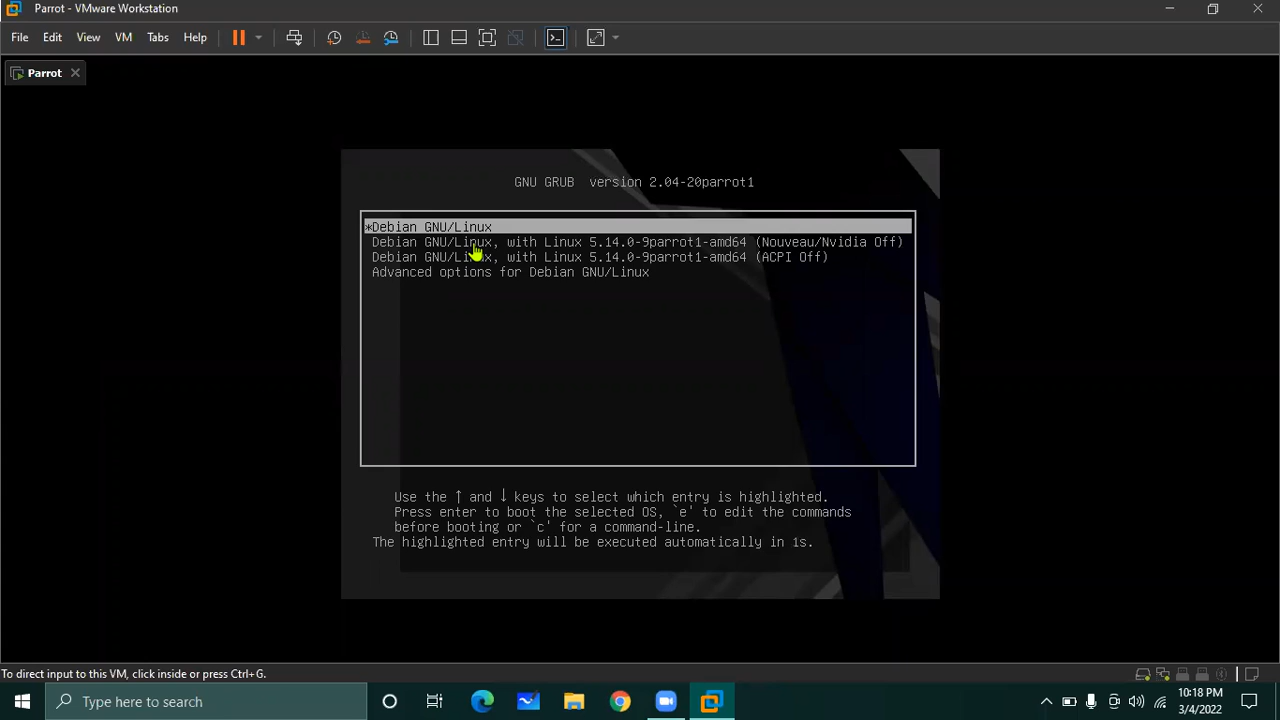 Parrot - VMware Workstation
File Edit View VM Tabs Help
Parrot
GNU GRUB version 2.04-20parrot1
*Debian GNU/Linux
Debian GNU/Linux, with Linux 5.14.0-9parrot1-amd64 (Nouveau/Nvidia Off)
Debian GNU/Linux, with Linux 5.14.0-9parrot1-amd64 (ACPI Off)
Advanced options for Debian GNU/Linux
Use the ↑ and ↓ keys to select which entry is highlighted.
Press enter to boot the selected OS, `e' to edit the commands
before booting or `c' for a command-line.
The highlighted entry will be executed automatically in 1s.
To direct input to this VM, click inside or press Ctrl+G.
Type here to search
10:18 PM
3/4/2022